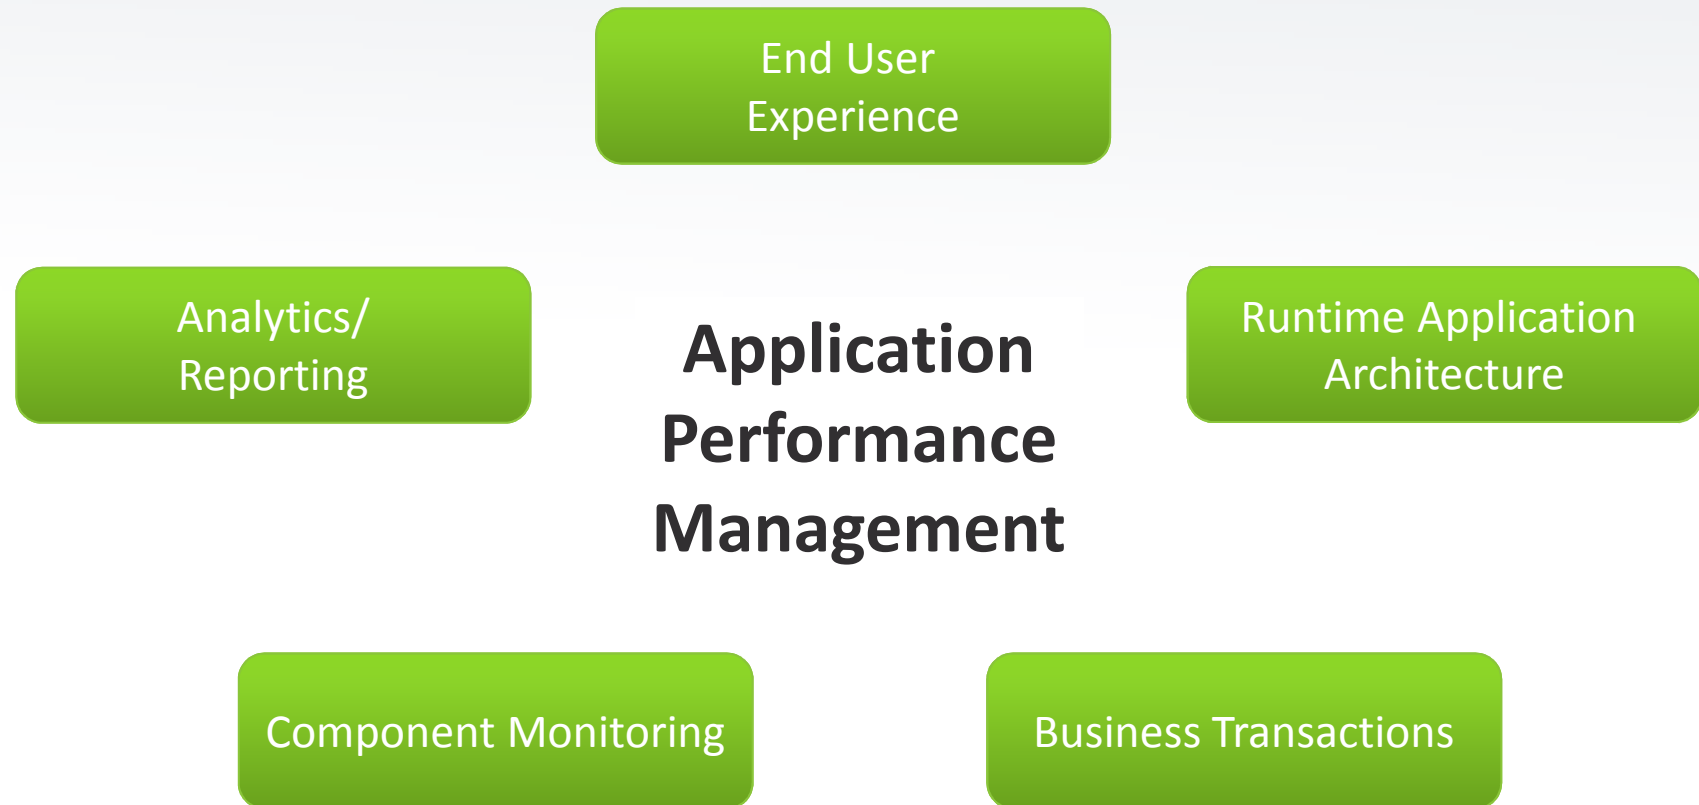 End User
Experience
Analytics/
Reporting
Application
Performance
Management
Runtime Application
Architecture
Component Monitoring
Business Transactions